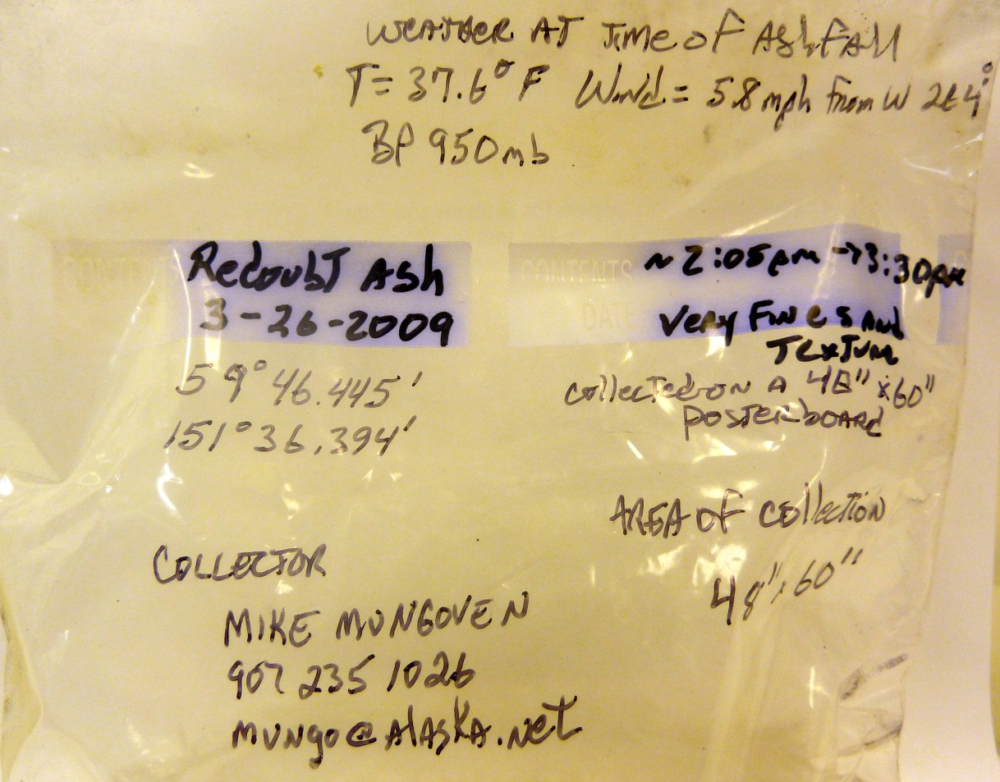 WEATHER AT Time of AShfAll
T= 37.6° F Wind = 5.8 mph from W 264°
BP 950mb
RedoubT Ash
3-26-2009
59° 46.445'
151° 36.394'
CONTENTS
~2:05pm → 3:30pm
Very Fine sand
Texture
collected on A 48" x 60"
posterboard
AREA of collection
48" x 60"
COLLECTOR
MIKE MUNGOVEN
907 235 1026
mungo@AlAskA.net